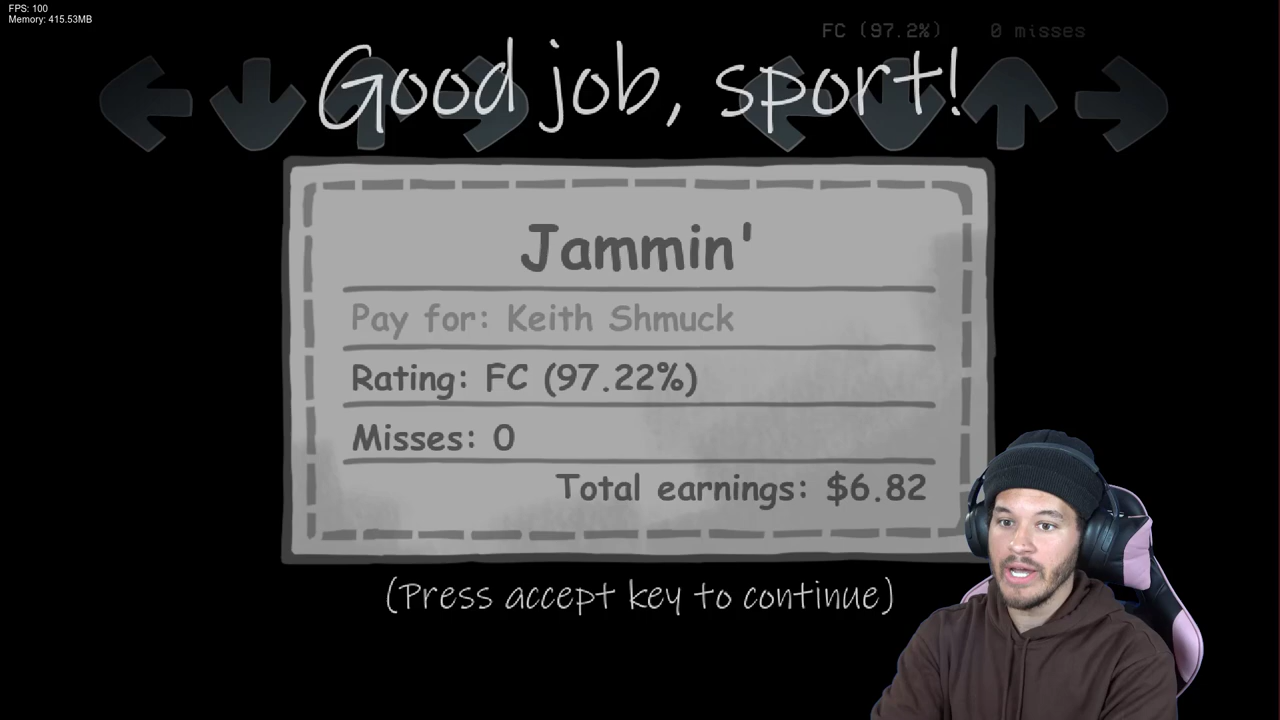 FPS: 100
Memory: 415.53MB
FC (97.2%) 0 misses
Good job, sport!
Jammin'
Pay for: Keith Shmuck
Rating: FC (97.22%)
Misses: 0
Total earnings: $6.82
(Press accept key to continue)